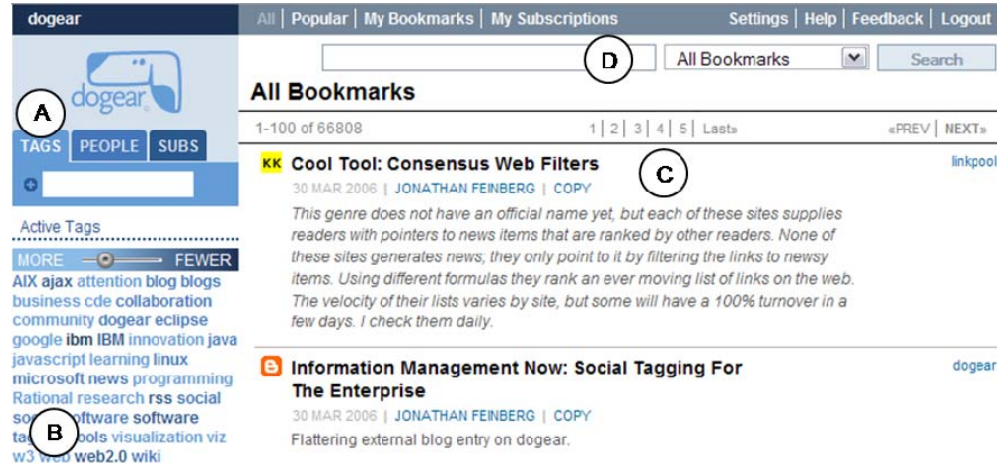 dogear
All | Popular | My Bookmarks | My Subscriptions
Settings | Help | Feedback | Logout
D
All Bookmarks
Search
dogear
A
TAGS PEOPLE SUBS
Active Tags
MORE FEWER
AIX ajax attention blog blogs
business cde collaboration
community dogear eclipse
google ibm IBM innovation java
javascript learning linux
microsoft news programming
Rational research rss social
software software
visualization viz
w3 web web2.0 wiki
B
All Bookmarks
1-100 of 66808
1 | 2 | 3 | 4 | 5 | Last»
«PREV | NEXT»
KK Cool Tool: Consensus Web Filters
linkpool
C
30 MAR 2006 | JONATHAN FEINBERG | COPY
This genre does not have an official name yet, but each of these sites supplies
readers with pointers to news items that are ranked by other readers. None of
these sites generates news; they only point to it by filtering the links to newsy
items. Using different formulas they rank an ever moving list of links on the web.
The velocity of their lists varies by site, but some will have a 100% turnover in a
few days. I check them daily.
Information Management Now: Social Tagging For
The Enterprise
dogear
30 MAR 2006 | JONATHAN FEINBERG | COPY
Flattering external blog entry on dogear.